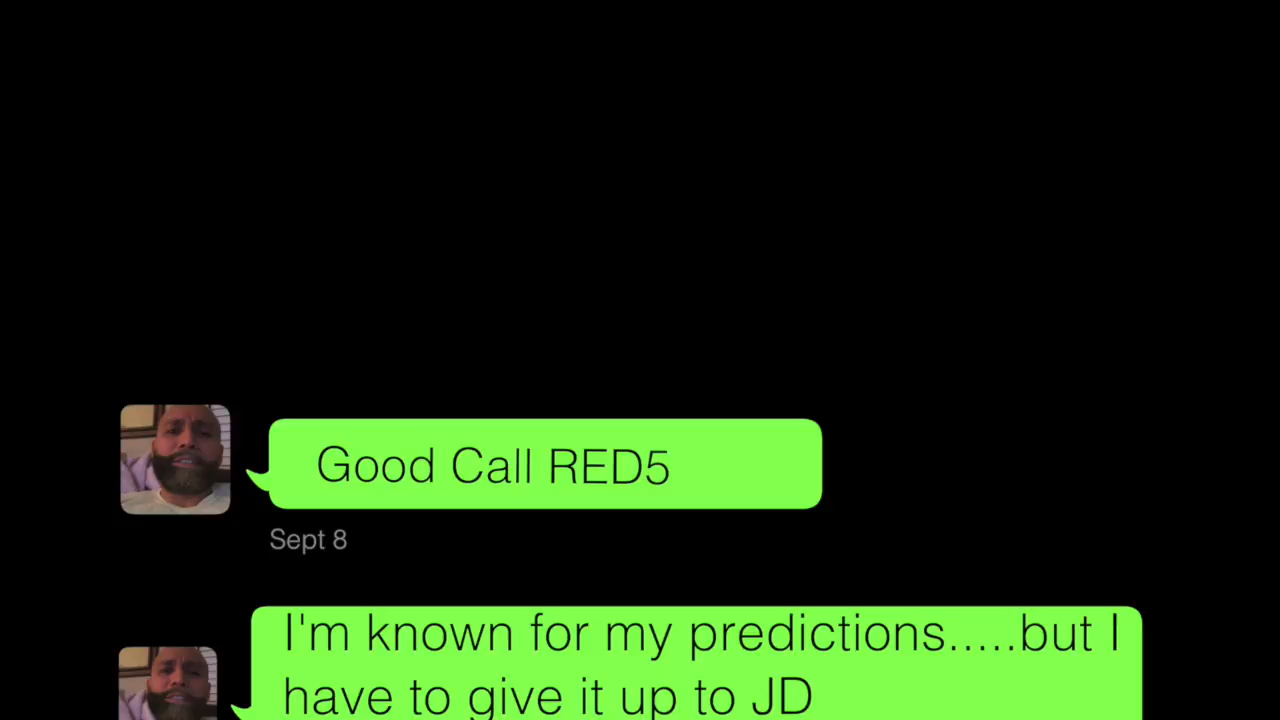 Good Call RED5
Sept 8
I'm known for my predictions.....but I
have to give it up to JD